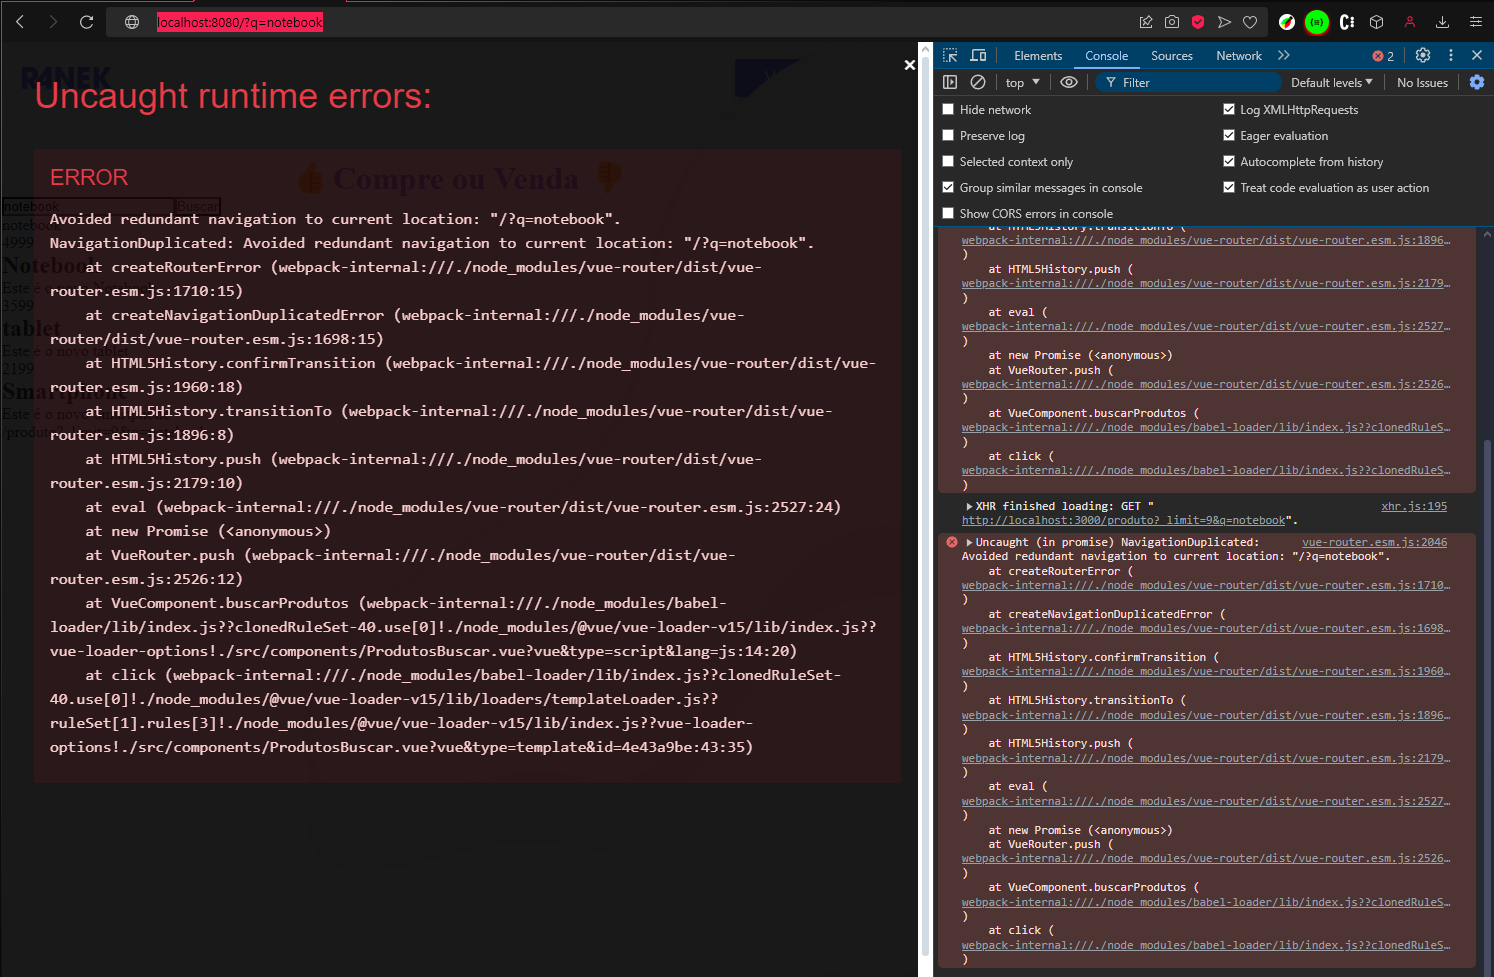 localhost:8080/?q=notebook
RANEK
Uncaught runtime errors:
ERROR
Compre ou Venda
notebook
Buscar
Avoided redundant navigation to current location: "/?q=notebook".
NavigationDuplicated: Avoided redundant navigation to current location: "/?q=notebook".
at createRouterError (webpack-internal:///./node_modules/vue-router/dist/vue-
router.esm.js:1710:15)
at createNavigationDuplicatedError (webpack-internal:///./node_modules/vue-
router/dist/vue-router.esm.js:1698:15)
at HTML5History.confirmTransition (webpack-internal:///./node_modules/vue-router/dist/vue-
router.esm.js:1960:18)
at HTML5History.transitionTo (webpack-internal:///./node_modules/vue-router/dist/vue-
router.esm.js:1896:8)
at HTML5History.push (webpack-internal:///./node_modules/vue-router/dist/vue-
router.esm.js:2179:10)
at eval (webpack-internal:///./node_modules/vue-router/dist/vue-router.esm.js:2527:24)
at new Promise (<anonymous>)
at VueRouter.push (webpack-internal:///./node_modules/vue-router/dist/vue-
router.esm.js:2526:12)
at VueComponent.buscarProdutos (webpack-internal:///./node_modules/babel-
loader/lib/index.js??clonedRuleSet-40.use[0]!./node_modules/@vue/vue-loader-v15/lib/index.js??
vue-loader-options!./src/components/ProdutosBuscar.vue?vue&type=script&lang=js:14:20)
at click (webpack-internal:///./node_modules/babel-loader/lib/index.js??clonedRuleSet-
40.use[0]!./node_modules/@vue/vue-loader-v15/lib/loaders/templateLoader.js??
ruleSet[1].rules[3]!./node_modules/@vue/vue-loader-v15/lib/index.js??vue-loader-
options!./src/components/ProdutosBuscar.vue?vue&type=template&id=4e43a9be:43:35)
notebook
4999
Notebook
Este é o novo
3599
tablet
Este é o novo tablet
2199
Smartphone
Este é o novo
Elements
Console
Sources
Network
2
top
Filter
Default levels
No Issues
Hide network
Log XMLHttpRequests
Preserve log
Eager evaluation
Selected context only
Autocomplete from history
Group similar messages in console
Treat code evaluation as user action
Show CORS errors in console
at HTML5History.transitionTo (
webpack-internal:///./node_modules/vue-router/dist/vue-router.esm.js:1896…
)
at HTML5History.push (
webpack-internal:///./node_modules/vue-router/dist/vue-router.esm.js:2179…
)
at eval (
webpack-internal:///./node_modules/vue-router/dist/vue-router.esm.js:2527…
)
at new Promise (<anonymous>)
at VueRouter.push (
webpack-internal:///./node_modules/vue-router/dist/vue-router.esm.js:2526…
)
at VueComponent.buscarProdutos (
webpack-internal:///./node_modules/babel-loader/lib/index.js??clonedRuleS…
)
at click (
webpack-internal:///./node_modules/babel-loader/lib/index.js??clonedRuleS…
)
XHR finished loading: GET " xhr.js:195
http://localhost:3000/produto?_limit=9&q=notebook".
Uncaught (in promise) NavigationDuplicated: vue-router.esm.js:2046
Avoided redundant navigation to current location: "/?q=notebook".
at createRouterError (
webpack-internal:///./node_modules/vue-router/dist/vue-router.esm.js:1710…
)
at createNavigationDuplicatedError (
webpack-internal:///./node_modules/vue-router/dist/vue-router.esm.js:1698…
)
at HTML5History.confirmTransition (
webpack-internal:///./node_modules/vue-router/dist/vue-router.esm.js:1960…
)
at HTML5History.transitionTo (
webpack-internal:///./node_modules/vue-router/dist/vue-router.esm.js:1896…
)
at HTML5History.push (
webpack-internal:///./node_modules/vue-router/dist/vue-router.esm.js:2179…
)
at eval (
webpack-internal:///./node_modules/vue-router/dist/vue-router.esm.js:2527…
)
at new Promise (<anonymous>)
at VueRouter.push (
webpack-internal:///./node_modules/vue-router/dist/vue-router.esm.js:2526…
)
at VueComponent.buscarProdutos (
webpack-internal:///./node_modules/babel-loader/lib/index.js??clonedRuleS…
)
at click (
webpack-internal:///./node_modules/babel-loader/lib/index.js??clonedRuleS…
)